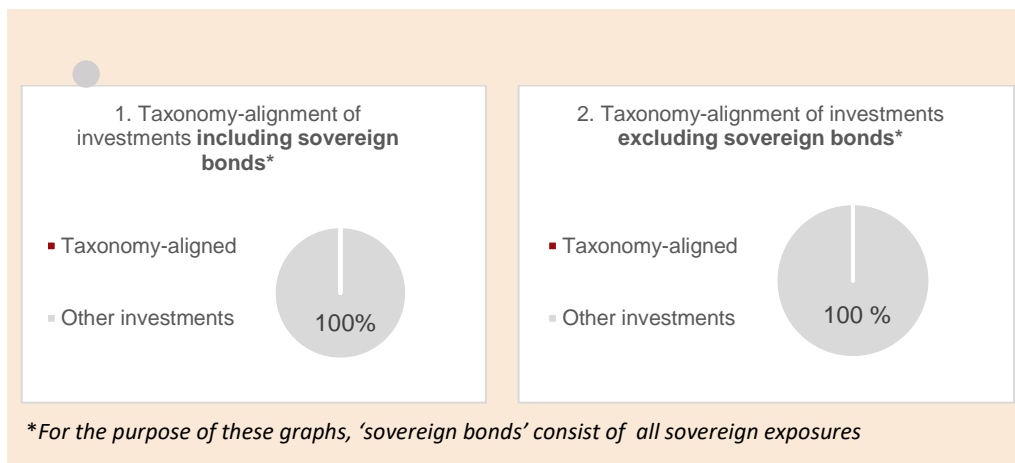 1. Taxonomy-alignment of
investments including sovereign
bonds*
Taxonomy-aligned
Other investments
100%
2. Taxonomy-alignment of investments
excluding sovereign bonds*
Taxonomy-aligned
Other investments
100 %
*For the purpose of these graphs, ‘sovereign bonds’ consist of all sovereign exposures